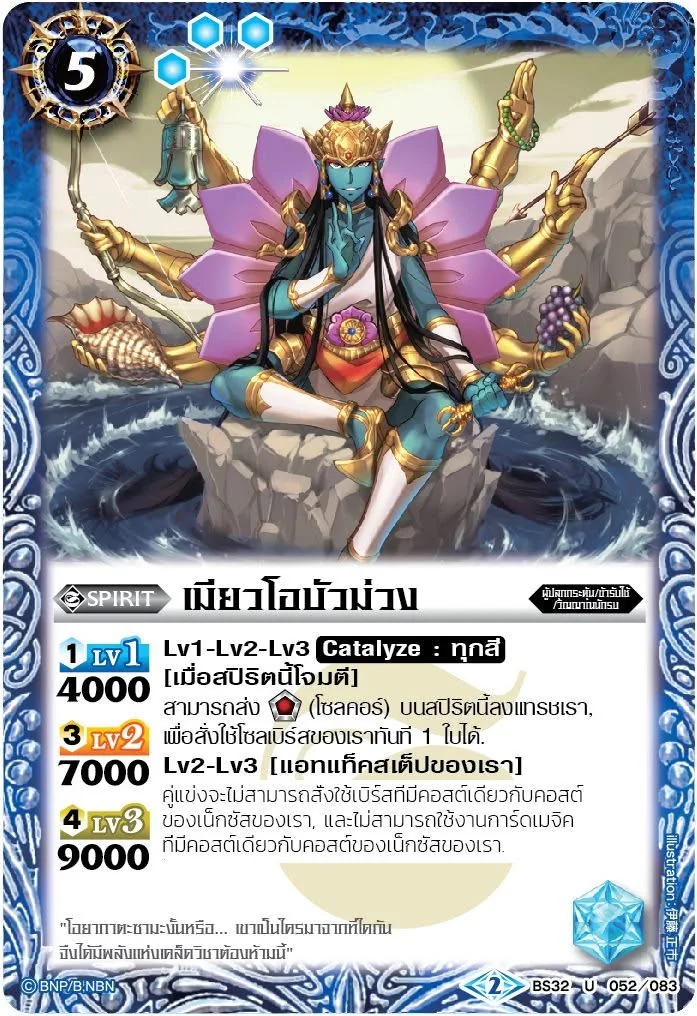 5
SPIRIT
เมียวโอบัวม่วง
ผู้ปลุกกระตุ้น/ข้ารับใช้
/วิญญาณนักรบ
1 LV1
4000
3 LV2
7000
4 LV3
9000
Lv1-Lv2-Lv3 Catalyze : ทุกสี
[เมื่อสปิริตนี้โจมตี]
สามารถส่ง (โซลคอร์) บนสปิริตนี้ลงแทรชเรา,
เพื่อสั่งใช้โซลเบิร์สของเราทันที 1 ใบได้.
Lv2-Lv3 [แอทแท็คสเต็ปของเรา]
คู่แข่งจะไม่สามารถสั่งใช้เบิร์สที่มีคอสต์เดียวกับคอสต์
ของเน็กซัสของเรา, และไม่สามารถใช้งานการ์ดเมจิค
ที่มีคอสต์เดียวกับคอสต์ของเน็กซัสของเรา.
"โอยากาตะซามะงั้นหรือ... เขาเป็นใครมาจากที่ใดกัน
จึงได้มีพลังแห่งเคล็ดวิชาต้องห้ามนี้"
illustration : 伊藤 正市
©BNP/B:NBN
2
BS32 U 052/083